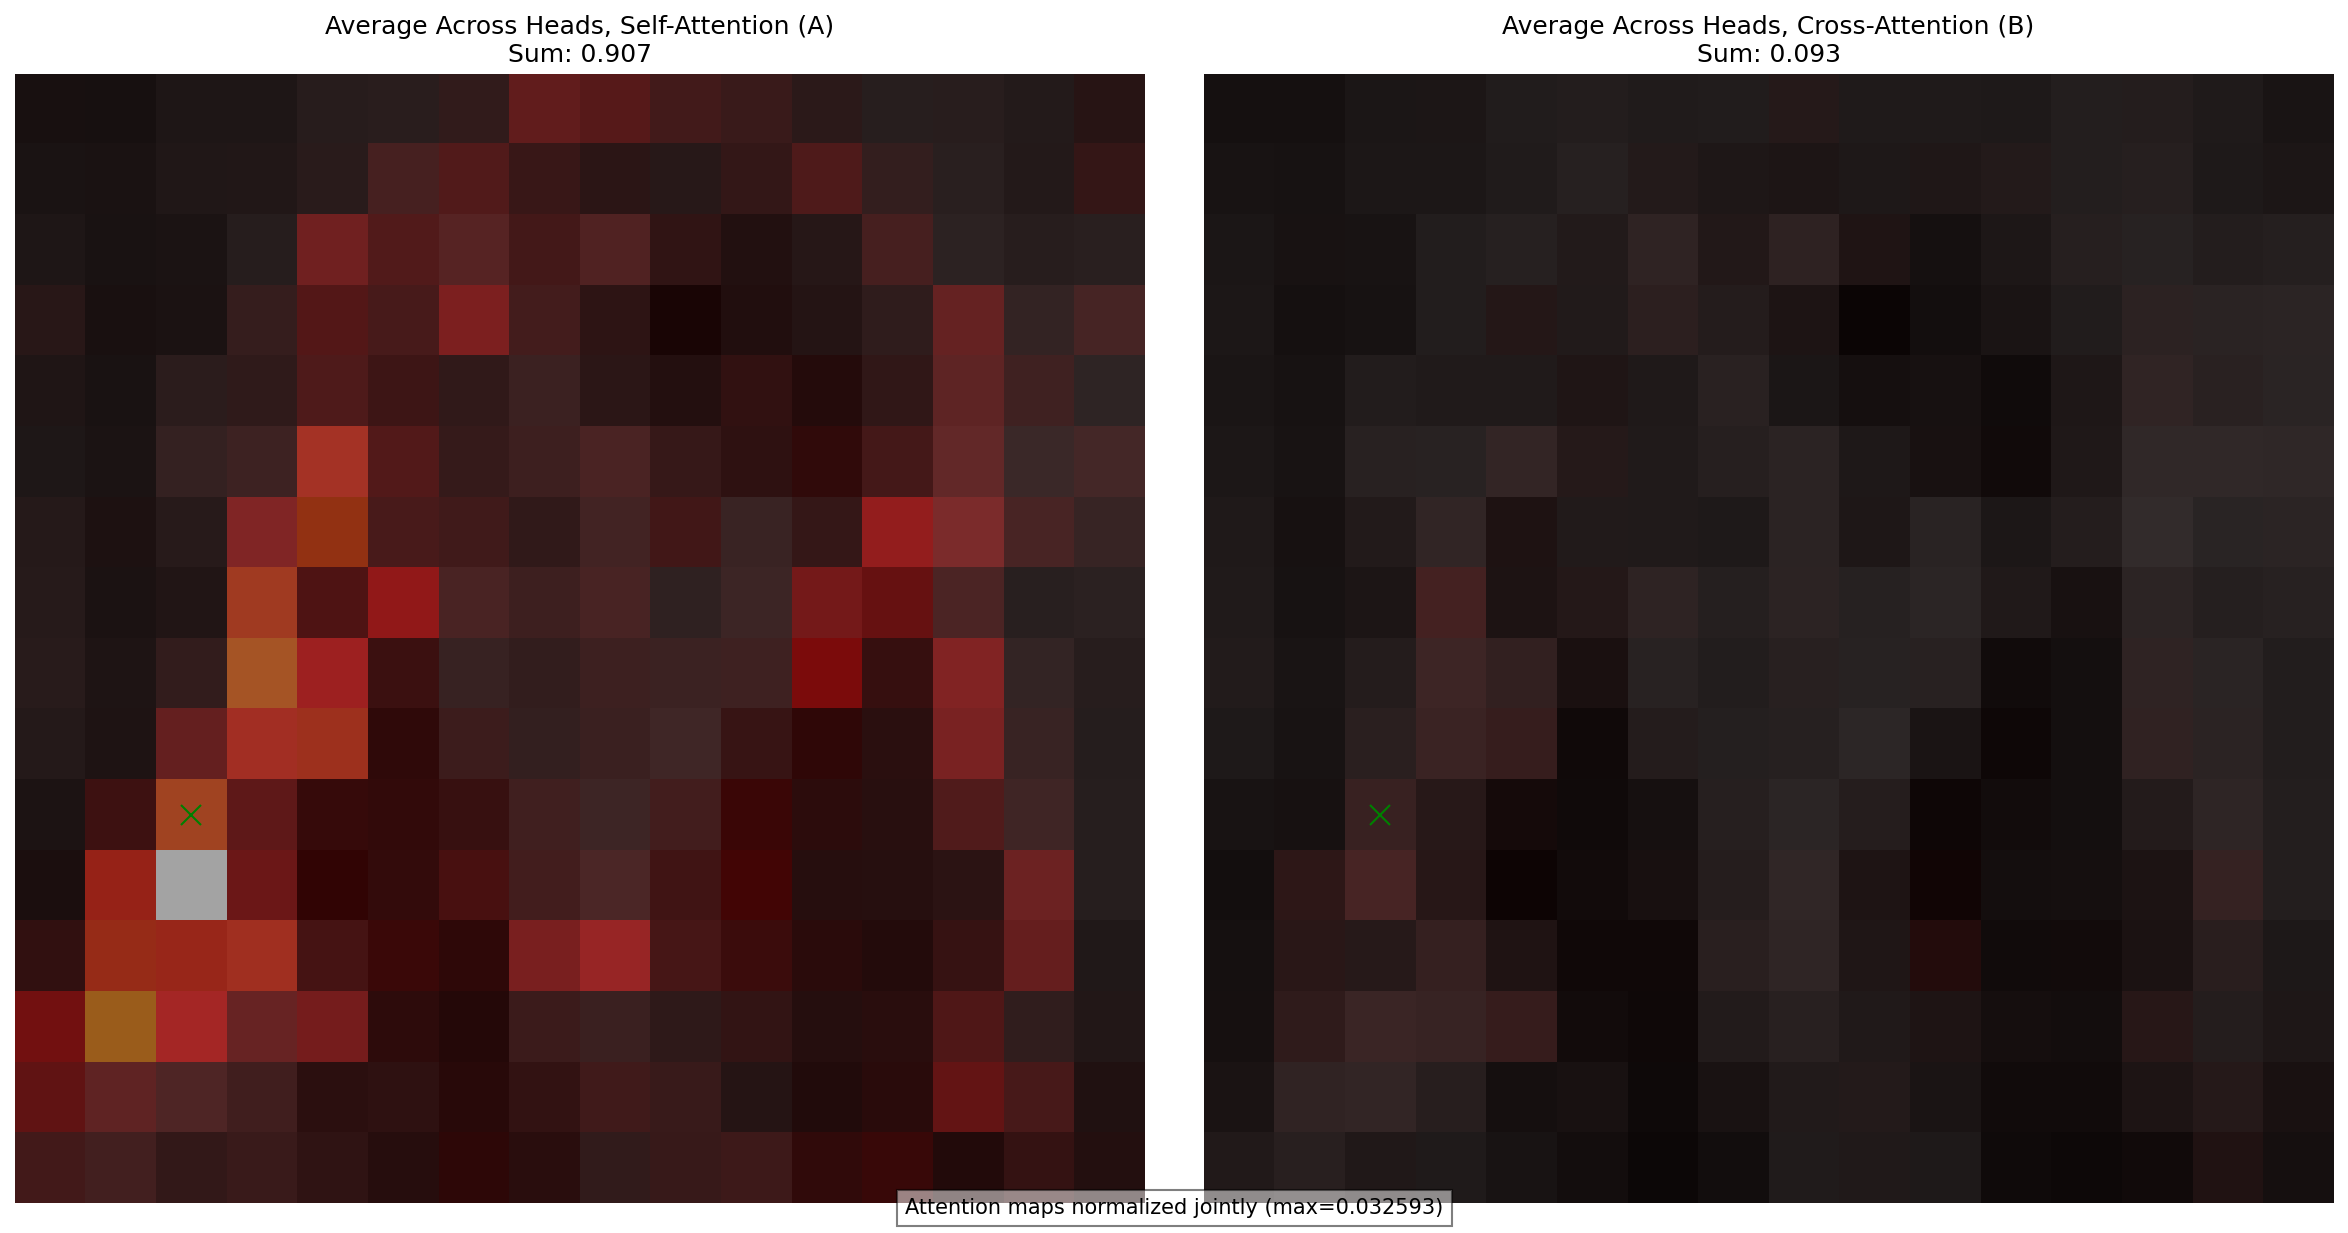 Average Across Heads, Self-Attention (A)
Sum: 0.907
Average Across Heads, Cross-Attention (B)
Sum: 0.093
Attention maps normalized jointly (max=0.032593)